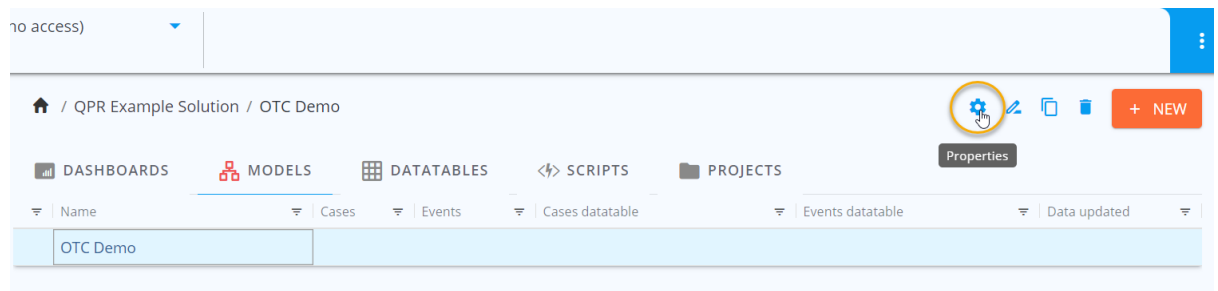 no access)
/ QPR Example Solution / OTC Demo
+ NEW
Properties
DASHBOARDS MODELS DATATABLES SCRIPTS PROJECTS
Name Cases Events Cases datatable Events datatable Data updated
OTC Demo